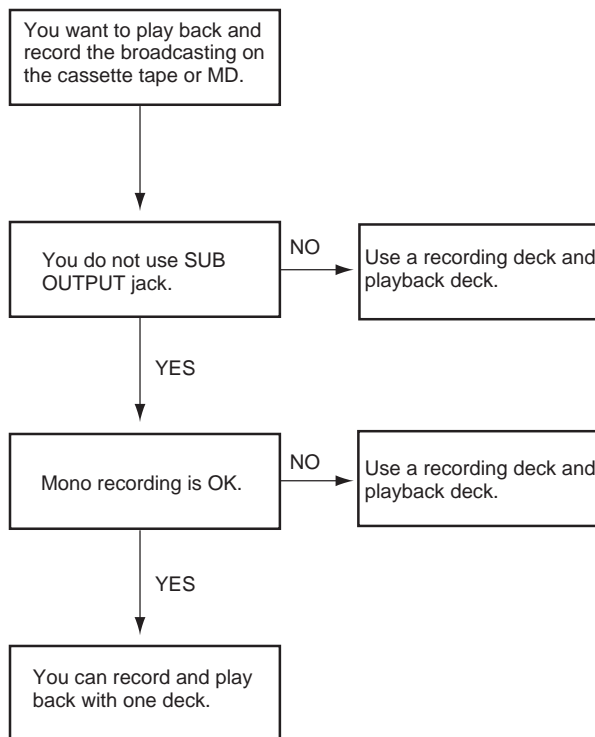 You want to play back and
record the broadcasting on
the cassette tape or MD.
You do not use SUB
OUTPUT jack.
NO
Use a recording deck and
playback deck.
YES
Mono recording is OK.
NO
Use a recording deck and
playback deck.
YES
You can record and play
back with one deck.